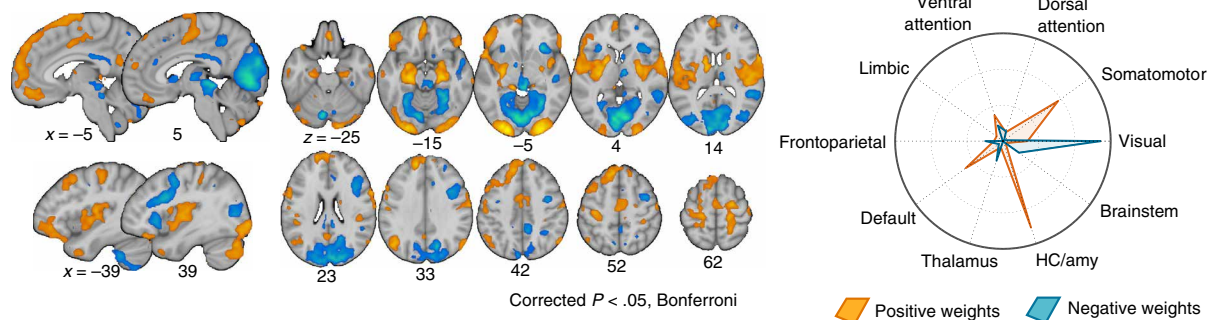 x = –5
5
z = –25
–15
–5
4
14
x = –39
39
23
33
42
52
62
Corrected P < .05, Bonferroni
Ventral
attention
Dorsal
attention
Limbic
Somatomotor
Frontoparietal
Visual
Default
Brainstem
Thalamus
HC/amy
Positive weights
Negative weights